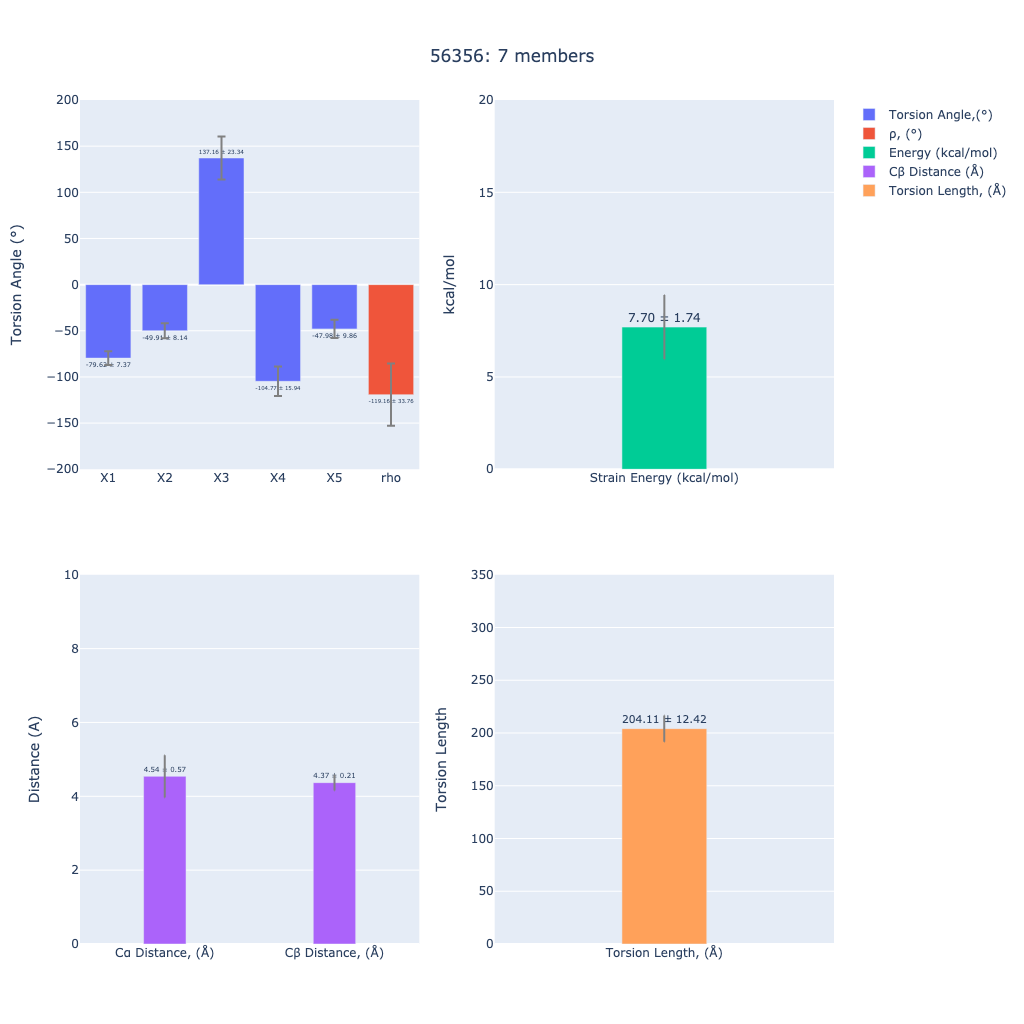 56356: 7 members
Torsion Angle (°)
200
150
100
50
0
−50
−100
−150
−200
137.16 ± 23.34
-49.91 ± 8.14
-47.98 ± 9.86
-79.63 ± 7.37
-104.77 ± 15.94
-119.16 ± 33.76
X1 X2 X3 X4 X5 rho
kcal/mol
20
15
10
5
0
7.70 ± 1.74
Strain Energy (kcal/mol)
Torsion Angle,(°)
ρ, (°)
Energy (kcal/mol)
Cβ Distance (Å)
Torsion Length, (Å)
Distance (A)
10
8
6
4
2
0
4.54 ± 0.57
4.37 ± 0.21
Cα Distance, (Å) Cβ Distance, (Å)
Torsion Length
350
300
250
200
150
100
50
0
204.11 ± 12.42
Torsion Length, (Å)